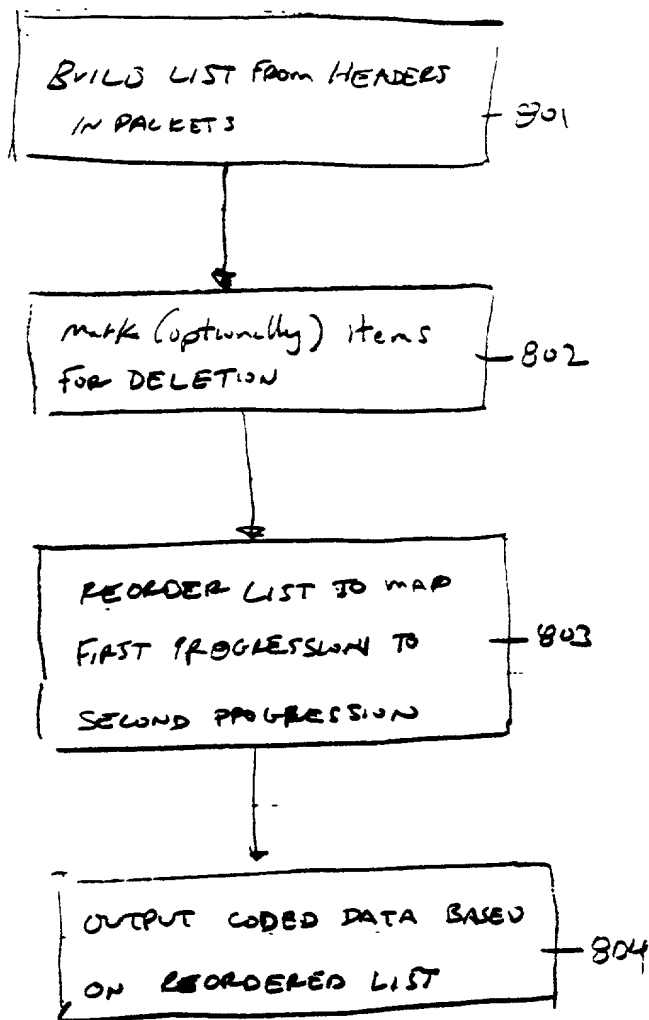 BUILD LIST FROM HEADERS
IN PACKETS
801
mark (optionally) items
FOR DELETION
802
REORDER LIST TO MAP
FIRST PROGRESSION TO
SECOND PROGRESSION
803
OUTPUT CODED DATA BASED
ON REORDERED LIST
804